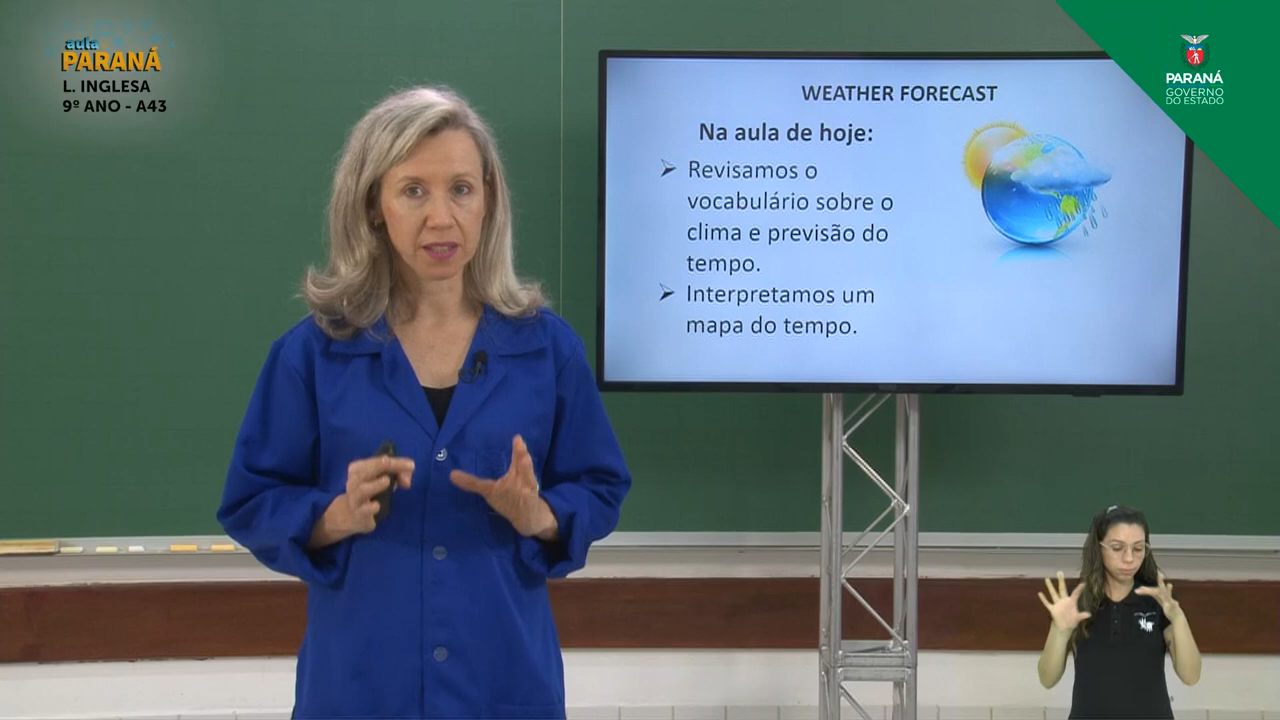 aula
PARANÁ
L. INGLESA
9º ANO - A43
WEATHER FORECAST
Na aula de hoje:
Revisamos o
vocabulário sobre o
clima e previsão do
tempo.
Interpretamos um
mapa do tempo.
PARANÁ
GOVERNO
DO ESTADO